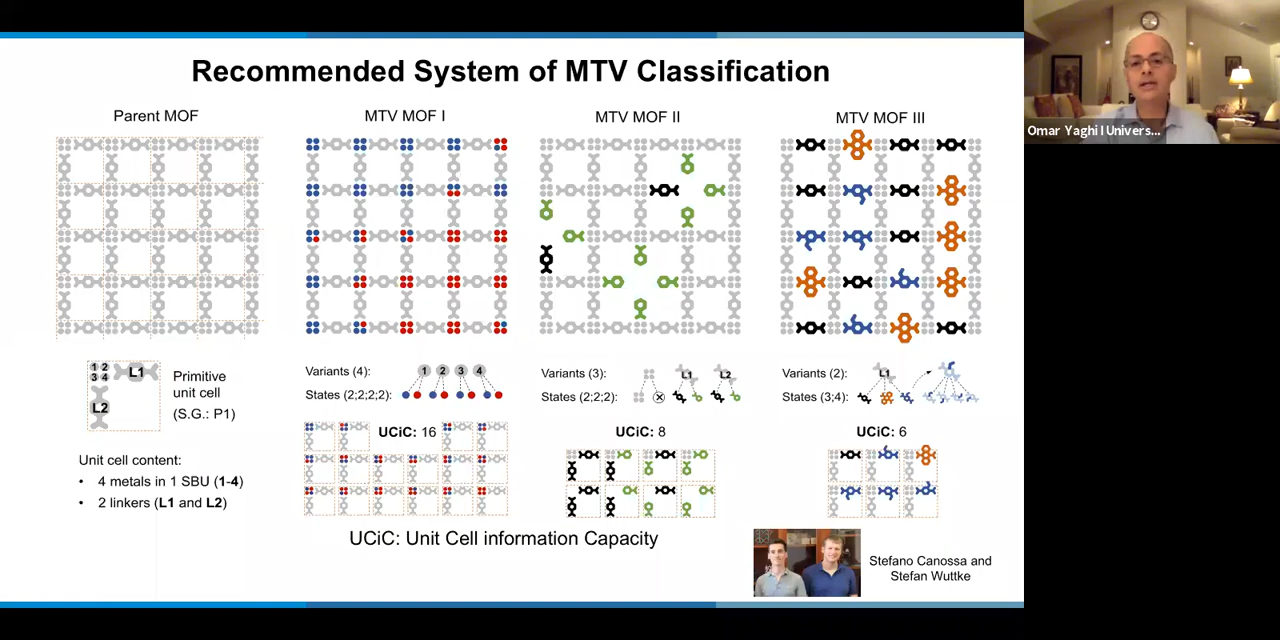 Recommended System of MTV Classification
Parent MOF
MTV MOF I
MTV MOF II
MTV MOF III
1 2
3 4
L1
L2
Primitive
unit cell
(S.G.: P1)
Unit cell content:
• 4 metals in 1 SBU (1-4)
• 2 linkers (L1 and L2)
Variants (4):
1 2 3 4
States (2;2;2;2):
UCiC: 16
Variants (3):
L1
L2
States (2;2;2):
UCiC: 8
Variants (2):
L1
States (3;4):
UCiC: 6
UCiC: Unit Cell information Capacity
Stefano Canossa and
Stefan Wuttke
Omar Yaghi I Univers...